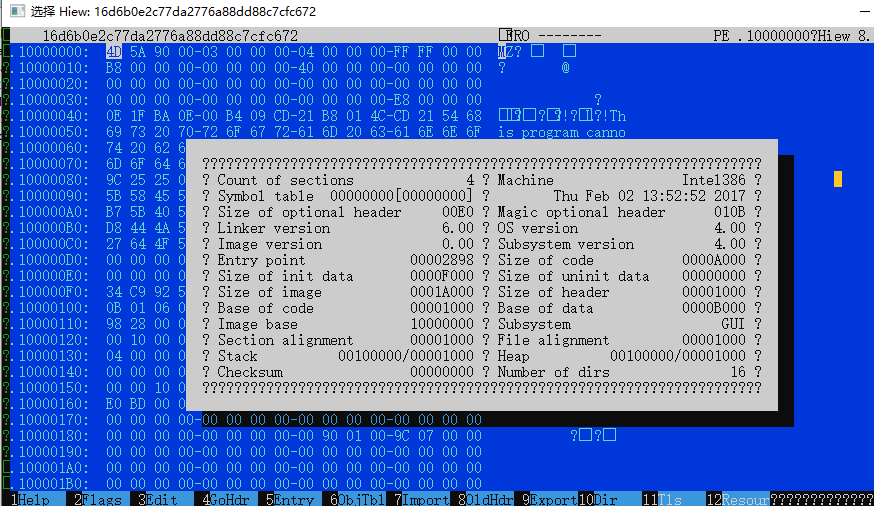 选择 Hiew: 16d6b0e2c77da2776a88dd88c7cfc672
16d6b0e2c77da2776a88dd88c7cfc672 FRO -------- PE .10000000?Hiew 8.
.10000000: 4D 5A 90 00-03 00 00 00-04 00 00 00-FF FF 00 00 MZ?
?.10000010: B8 00 00 00-00 00 00 00-40 00 00 00-00 00 00 00 ? @
?.10000020: 00 00 00 00-00 00 00 00-00 00 00 00-00 00 00 00
?.10000030: 00 00 00 00-00 00 00 00-00 00 00 00-E8 00 00 00 ?
.10000040: 0E 1F BA 0E-00 B4 09 CD-21 B8 01 4C-CD 21 54 68 ??!??!Th
?.10000050: 69 73 20 70-72 6F 67 72-61 6D 20 63-61 6E 6E 6F is program canno
?.10000060: 74 20 62 6
?.10000070: 6D 6F 64 6
?.10000080: 9C 25 25 0
?.10000090: 5B 58 45 5
?.100000A0: B7 5B 40 5
?.100000B0: D8 44 4A 5
?.100000C0: 27 64 4F 5
?.100000D0: 00 00 00 0
?.100000E0: 00 00 00 0
?.100000F0: 34 C9 92 5
?.10000100: 0B 01 06 0
?.10000110: 98 28 00 0
?.10000120: 00 10 00 0
?.10000130: 04 00 00 0
?.10000140: 00 00 00 0
?.10000150: 00 00 10 0
?.10000160: E0 BD 00 0
?.10000170: 00 00 00 00-00 00 00 00-00 00 00 00-00 00 00 00
?.10000180: 00 00 00 00-00 00 00 00-90 01 00-9C 07 00 00 ??
?.10000190: 00 00 00 00-00 00 00 00-00 00 00 00-00 00 00 00
.100001A0: 00 00 00 00-00 00 00 00-00 00 00 00-00 00 00 00
.100001B0: 00 00 00 00-00 00 00 00-00 00 00 00-00 00 00 00
? Count of sections 4 ? Machine Intel386 ?
? Symbol table 00000000[00000000] ? Thu Feb 02 13:52:52 2017 ?
? Size of optional header 00E0 ? Magic optional header 010B ?
? Linker version 6.00 ? OS version 4.00 ?
? Image version 0.00 ? Subsystem version 4.00 ?
? Entry point 00002898 ? Size of code 0000A000 ?
? Size of init data 0000F000 ? Size of uninit data 00000000 ?
? Size of image 0001A000 ? Size of header 00001000 ?
? Base of code 00001000 ? Base of data 0000B000 ?
? Image base 10000000 ? Subsystem GUI ?
? Section alignment 00001000 ? File alignment 00001000 ?
? Stack 00100000/00001000 ? Heap 00100000/00001000 ?
? Checksum 00000000 ? Number of dirs 16 ?
1Help 2Flags 3Edit 4GoHdr 5Entry 6ObjTbl 7Import 8OldHdr 9Export 10Dir 11Tls 12Resour?????????????